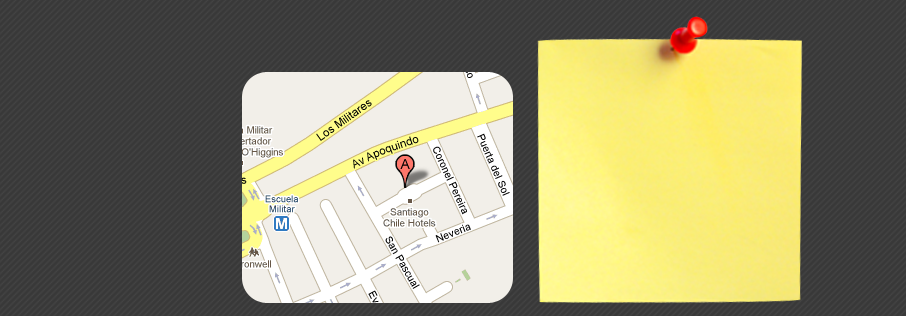 Los Militares
Militar
ertador
O'Higgins
Av Apoquindo
A
Puerta del Sol
Coronel Pereira
Escuela
Militar
M
Santiago
Chile Hotels
Neveria
San Pascual
ronwell
Ev